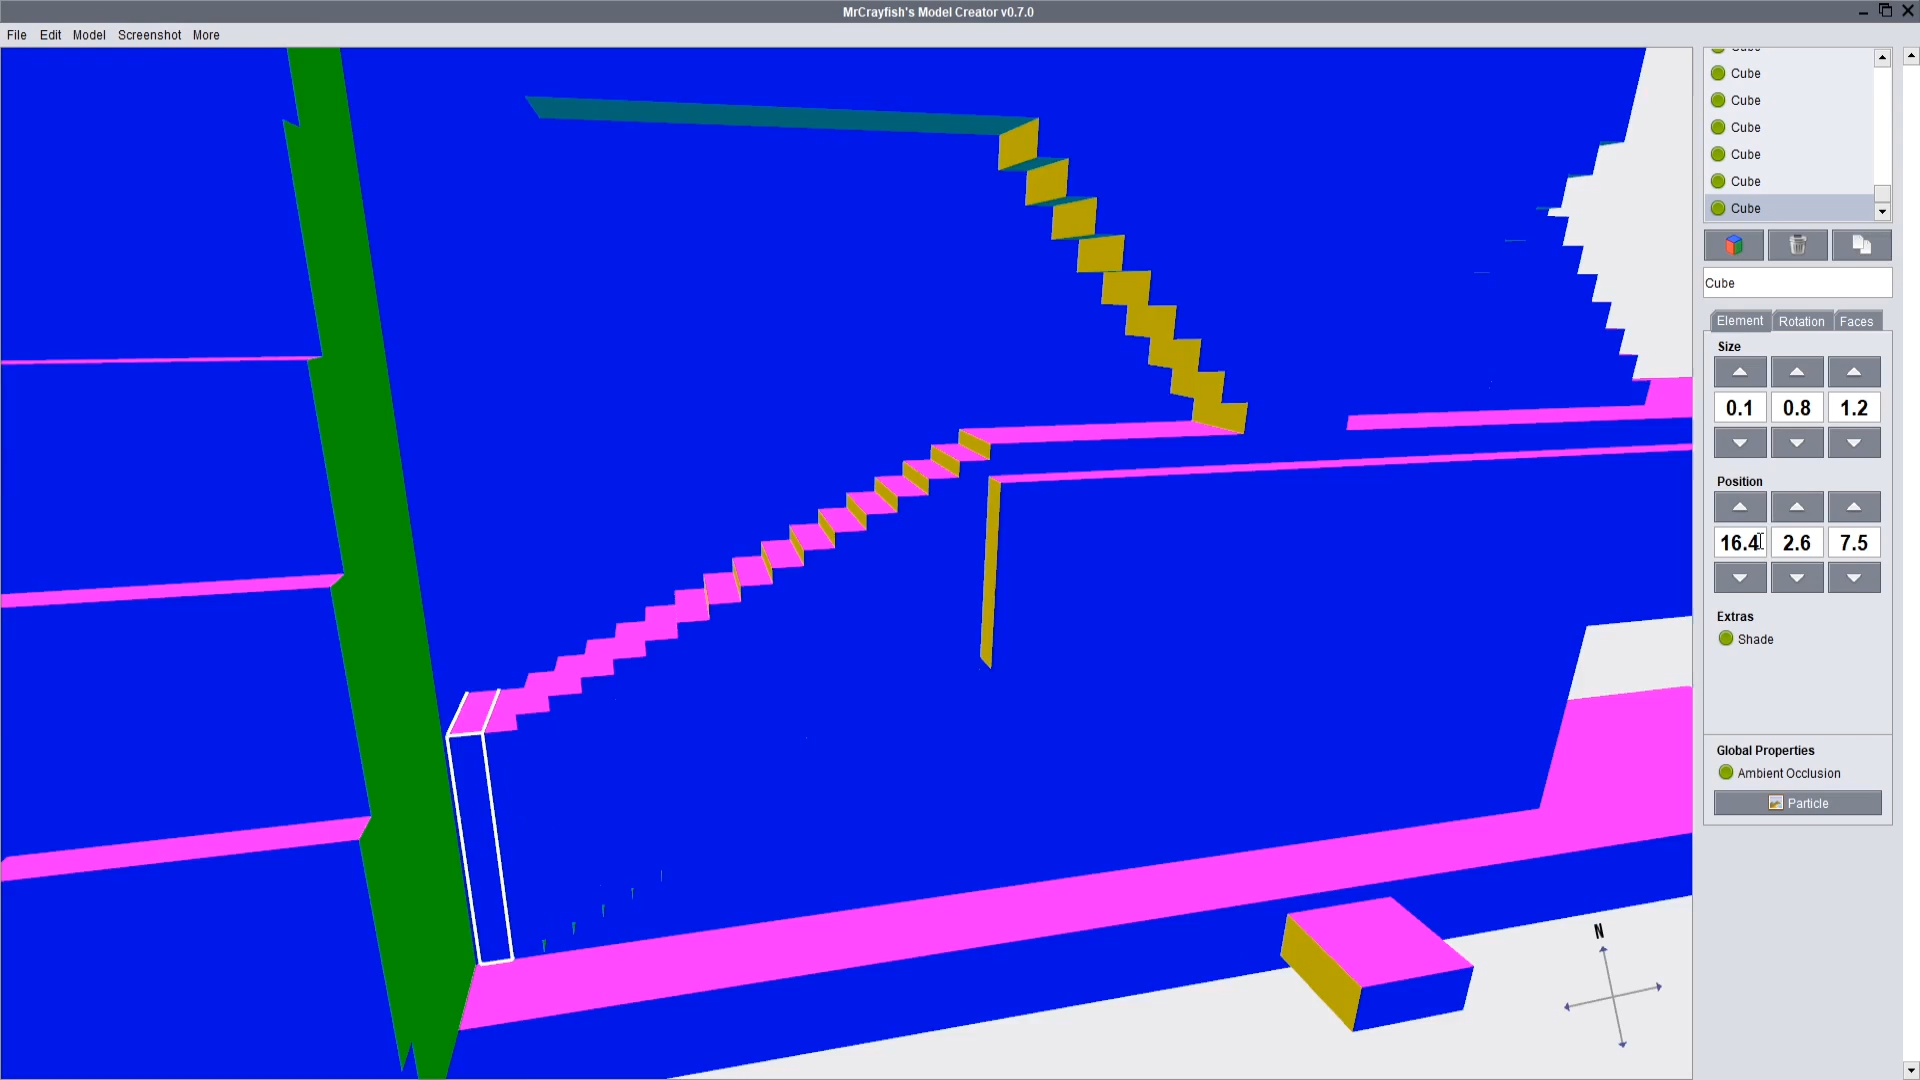 MrCrayfish's Model Creator v0.7.0
File Edit Model Screenshot More
Cube
Cube
Cube
Cube
Cube
Cube
Cube
Cube
Element Rotation Faces
Size
0.1 0.8 1.2
Position
16.4 2.6 7.5
Extras
Shade
Global Properties
Ambient Occlusion
Particle
N